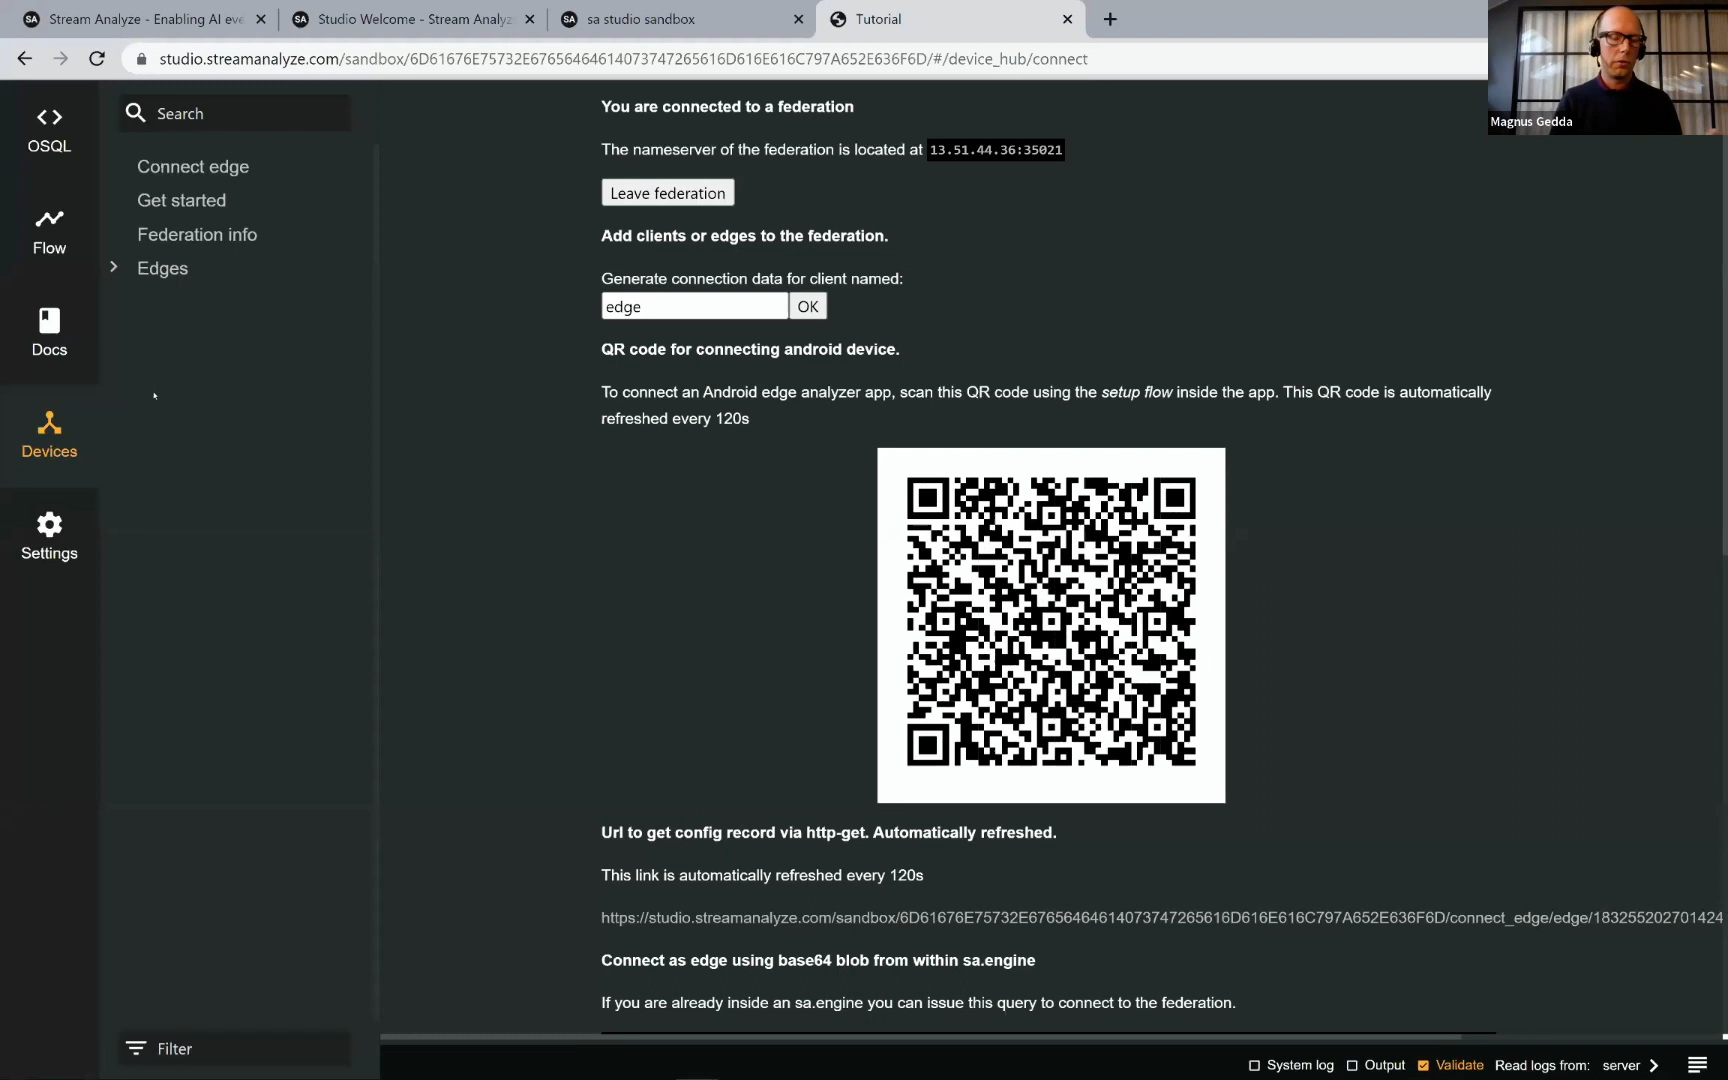 Stream Analyze - Enabling AI eve
Studio Welcome - Stream Analyz
sa studio sandbox
Tutorial
studio.streamanalyze.com/sandbox/6D61676E75732E67656464614073747265616D616E616C797A652E636F6D/#/device_hub/connect
Magnus Gedda
OSQL
Flow
Docs
Devices
Settings
Search
Connect edge
Get started
Federation info
Edges
Filter
You are connected to a federation
The nameserver of the federation is located at 13.51.44.36:35021
Leave federation
Add clients or edges to the federation.
Generate connection data for client named:
edge OK
QR code for connecting android device.
To connect an Android edge analyzer app, scan this QR code using the setup flow inside the app. This QR code is automatically
refreshed every 120s
Url to get config record via http-get. Automatically refreshed.
This link is automatically refreshed every 120s
https://studio.streamanalyze.com/sandbox/6D61676E75732E67656464614073747265616D616E616C797A652E636F6D/connect_edge/edge/183255202701424
Connect as edge using base64 blob from within sa.engine
If you are already inside an sa.engine you can issue this query to connect to the federation.
System log Output Validate Read logs from: server